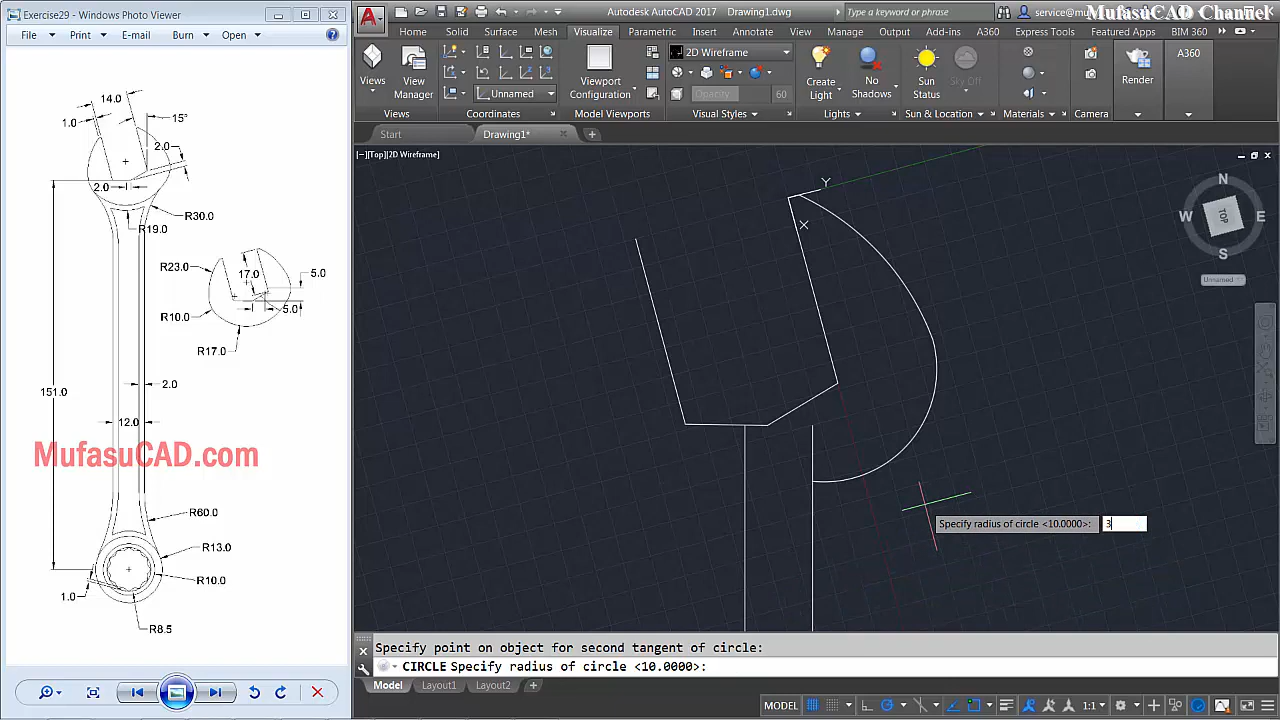 Exercise29 - Windows Photo Viewer
File Print E-mail Burn Open
14.0
1.0
15°
2.0
2.0
R30.0
R19.0
R23.0
17.0
5.0
R10.0
5.0
R17.0
151.0
2.0
12.0
MufasuCAD.com
R60.0
R13.0
R10.0
1.0
R8.5
Autodesk AutoCAD 2017 Drawing1.dwg
Type a keyword or phrase
MufasuCAD Channel
Home Solid Surface Mesh Visualize Parametric Insert Annotate View Manage Output Add-ins A360 Express Tools Featured Apps BIM 360
2D Wireframe
Unnamed
Opacity 60
Views
View Manager
Viewport Configuration
Create Light
No Shadows
Sun Status
Sky Off
Render
A360
Views Coordinates Model Viewports Visual Styles Lights Sun & Location Materials Camera
Start Drawing1*
[−][Top][2D Wireframe]
Y
X
N
W TOP E
S
Unnamed
Specify radius of circle <10.0000>: 3
Specify point on object for second tangent of circle:
CIRCLE Specify radius of circle <10.0000>:
Model Layout1 Layout2
MODEL 1:1